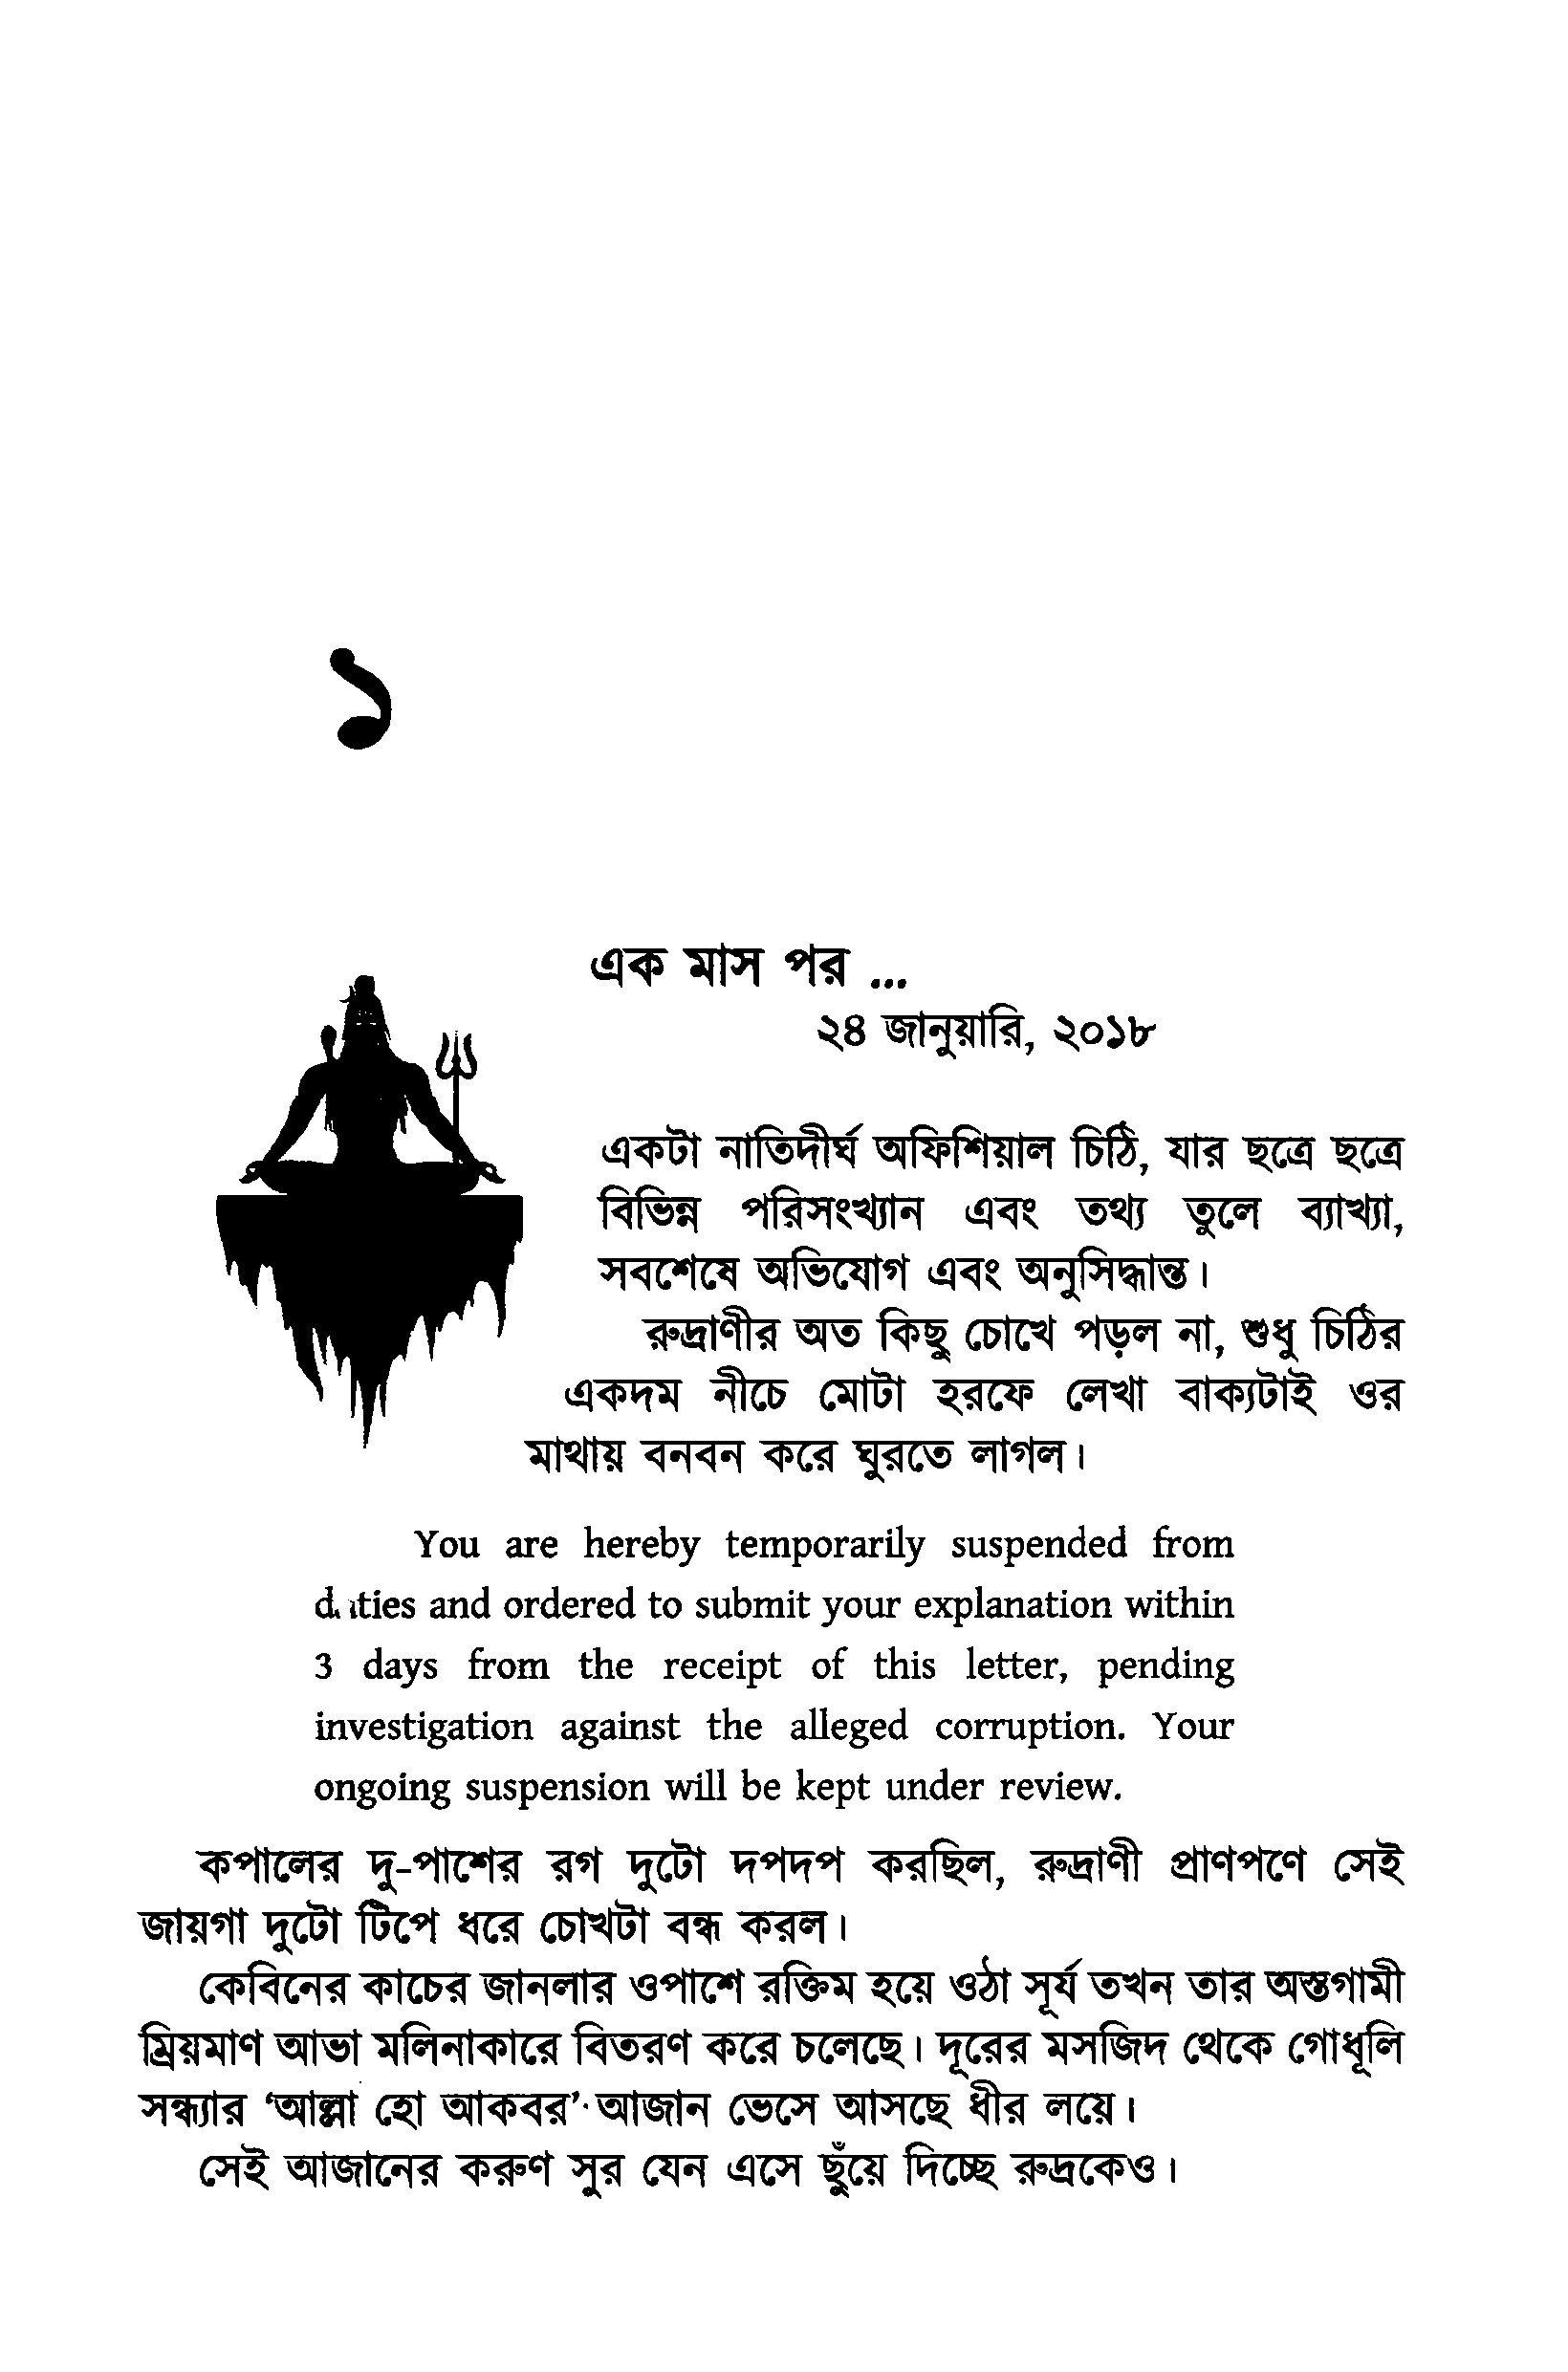 ১
এক মাস পর ...
২৪ জানুয়ারি, ২০১৮
একটা নাতিদীর্ঘ অফিশিয়াল চিঠি, যার ছত্রে ছত্রে
বিভিন্ন পরিসংখ্যান এবং তথ্য তুলে ব্যাখ্যা,
সবশেষে অভিযোগ এবং অনুসিদ্ধান্ত।
রুদ্রাণীর অত কিছু চোখে পড়ল না, শুধু চিঠির
একদম নীচে মোটা হরফে লেখা বাক্যটাই ওর
মাথায় বনবন করে ঘুরতে লাগল।
You are hereby temporarily suspended from
duties and ordered to submit your explanation within
3 days from the receipt of this letter, pending
investigation against the alleged corruption. Your
ongoing suspension will be kept under review.
কপালের দু-পাশের রগ দুটো দপদপ করছিল, রুদ্রাণী প্রাণপণে সেই
জায়গা দুটো টিপে ধরে চোখটা বন্ধ করল।
কেবিনের কাচের জানলার ওপাশে রক্তিম হয়ে ওঠা সূর্য তখন তার অস্তগামী
ম্রিয়মাণ আভা মলিনাকারে বিতরণ করে চলেছে। দূরের মসজিদ থেকে গোধূলি
সন্ধ্যার ‘আল্লা হো আকবর’ আজান ভেসে আসছে ধীর লয়ে।
সেই আজানের করুণ সুর যেন এসে ছুঁয়ে দিচ্ছে রুদ্রকেও।